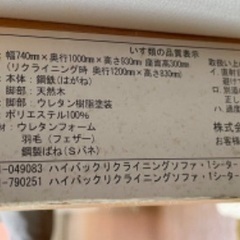 いす類の品質表示
幅740mm×奥行1000mm×高さ930mm 座面高300mm
(リクライニング時 奥行1200mm×高さ830mm)
本体:鋼鉄(はがね)
脚部:天然木
脚部:ウレタン樹脂塗装
ポリエステル100%
材:ウレタンフォーム
羽毛(フェザー)
鋼製ばね(Sバネ)
-049083 ハイバックリクライニングソファ・1シーター
-790251 ハイバックリクライニングソファ・1シーター
取扱い上
株式会
お客様